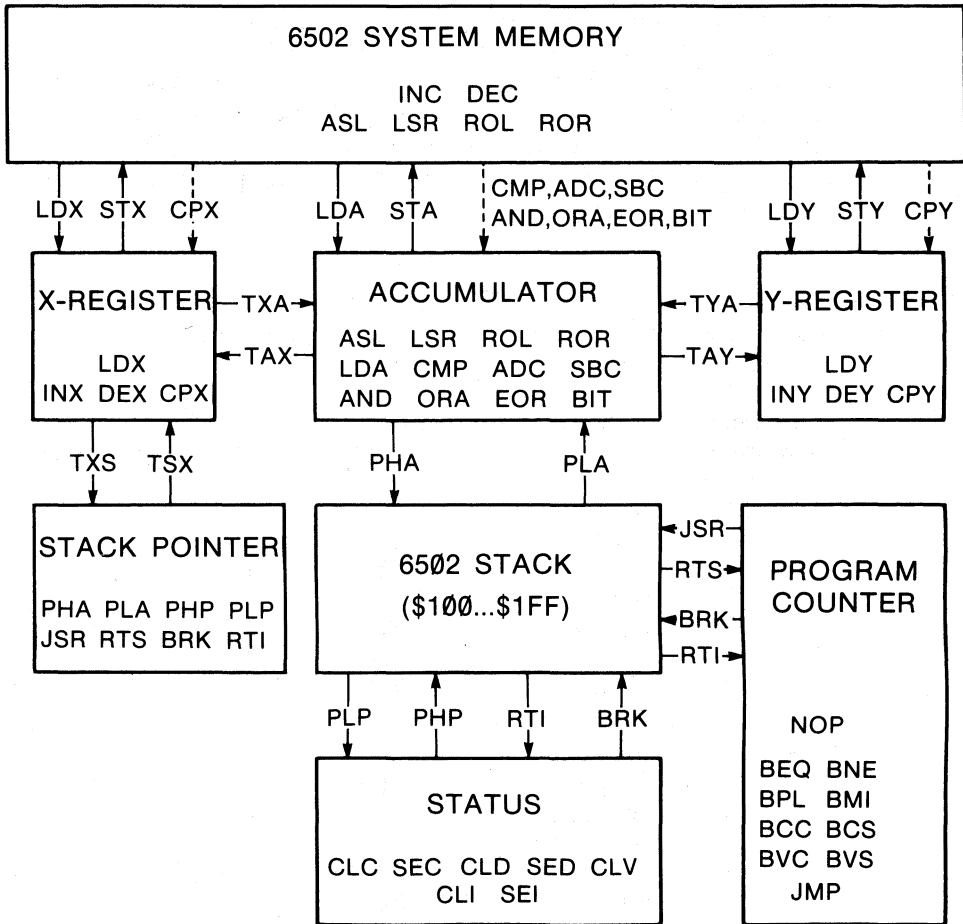 6502 SYSTEM MEMORY
INC DEC
ASL LSR ROL ROR
LDX STX CPX
LDA STA
CMP,ADC,SBC
AND,ORA,EOR,BIT
LDY STY CPY
X-REGISTER
LDX
INX DEX CPX
TXA
TAX
ACCUMULATOR
ASL LSR ROL ROR
LDA CMP ADC SBC
AND ORA EOR BIT
TYA
TAY
Y-REGISTER
LDY
INY DEY CPY
TXS TSX
PHA PLA
STACK POINTER
PHA PLA PHP PLP
JSR RTS BRK RTI
65Ø2 STACK
($1ØØ...$1FF)
JSR
RTS
BRK
RTI
PROGRAM
COUNTER
NOP
BEQ BNE
BPL BMI
BCC BCS
BVC BVS
JMP
PLP PHP RTI BRK
STATUS
CLC SEC CLD SED CLV
CLI SEI